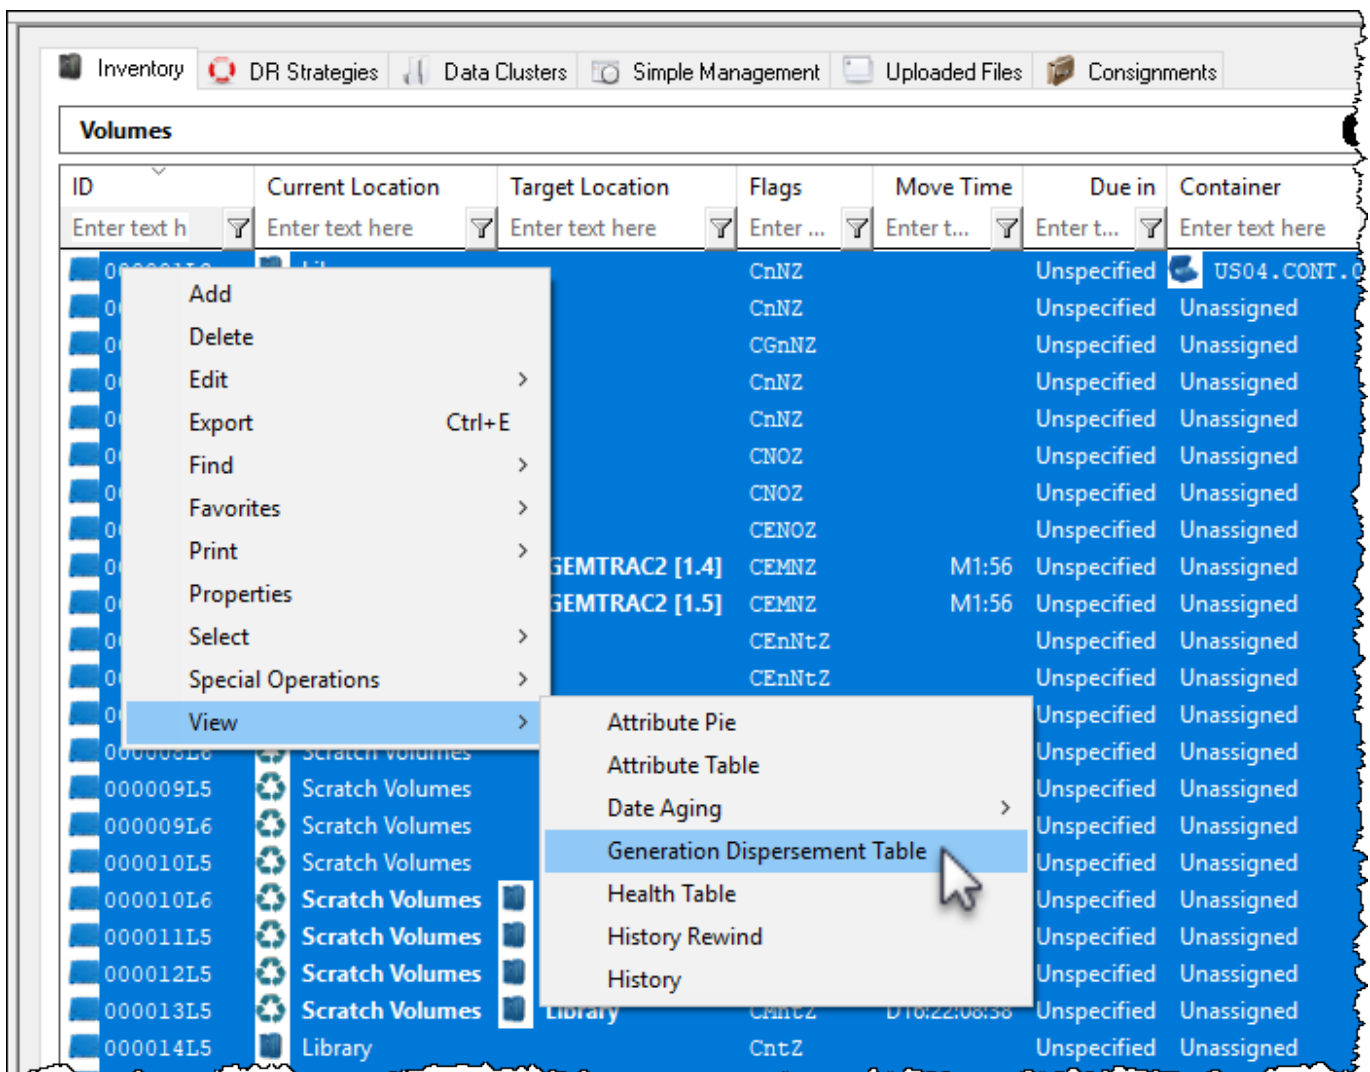 Inventory DR Strategies Data Clusters Simple Management Uploaded Files Consignments
Volumes
ID Current Location Target Location Flags Move Time Due in Container
Enter text h Enter text here Enter text here Enter ... Enter t... Enter t... Enter text here
CnNZ Unspecified US04.CONT.
Add
CnNZ Unspecified Unassigned
Delete
CGnNZ Unspecified Unassigned
Edit
CnNZ Unspecified Unassigned
Export Ctrl+E
CnNZ Unspecified Unassigned
Find
CNOZ Unspecified Unassigned
Favorites
CNOZ Unspecified Unassigned
CENOZ Unspecified Unassigned
Print
GEMTRAC2 [1.4] CEMNZ M1:56 Unspecified Unassigned
Properties
GEMTRAC2 [1.5] CEMNZ M1:56 Unspecified Unassigned
Select
CEnNtZ Unspecified Unassigned
Special Operations
CEnNtZ Unspecified Unassigned
View
Attribute Pie
Unspecified Unassigned
Scratch Volumes Unspecified Unassigned
Attribute Table
000009L5 Scratch Volumes Unspecified Unassigned
Date Aging
000009L6 Scratch Volumes Unspecified Unassigned
Generation Dispersement Table
000010L5 Scratch Volumes Unspecified Unassigned
Health Table
000010L6 Scratch Volumes Unspecified Unassigned
History Rewind
000011L5 Scratch Volumes Unspecified Unassigned
History
000012L5 Scratch Volumes Unspecified Unassigned
000013L5 Scratch Volumes Library CMntZ D16:22:08:38 Unspecified Unassigned
000014L5 Library CntZ Unspecified Unassigned